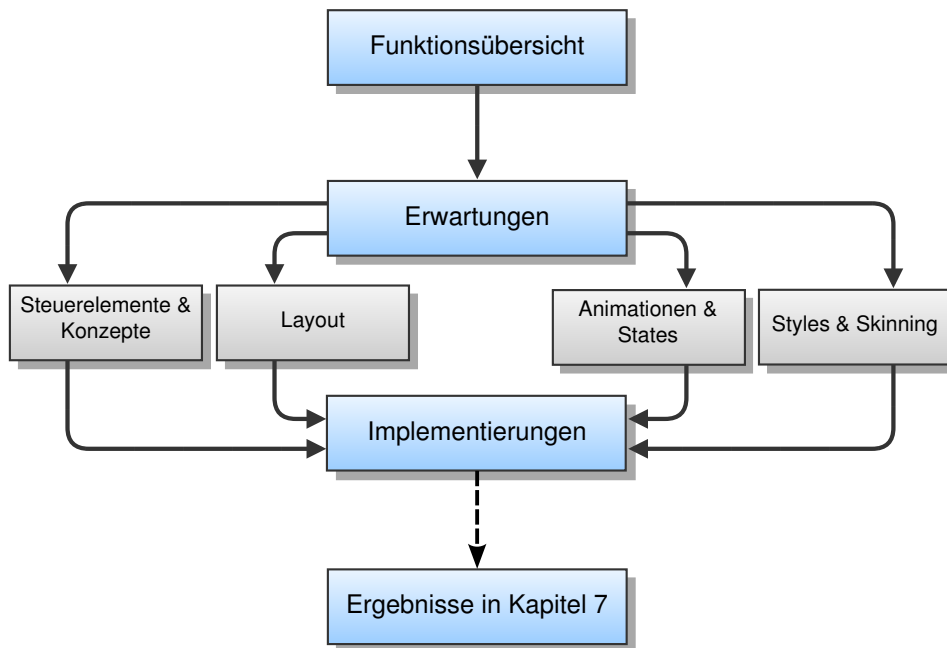 Funktionsübersicht
Erwartungen
Steuerelemente &
Konzepte
Layout
Animationen &
States
Styles & Skinning
Implementierungen
Ergebnisse in Kapitel 7